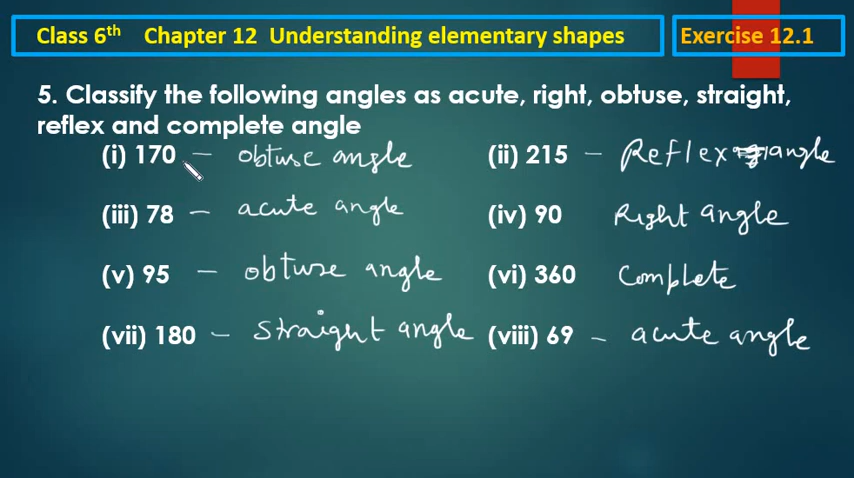 Class 6th Chapter 12 Understanding elementary shapes Exercise 12.1
5. Classify the following angles as acute, right, obtuse, straight,
reflex and complete angle
(i) 170 – obtuse angle (ii) 215 – Reflex angle
(iii) 78 – acute angle (iv) 90 Right angle
(v) 95 – obtuse angle (vi) 360 Complete
(vii) 180 – straight angle (viii) 69 – acute angle